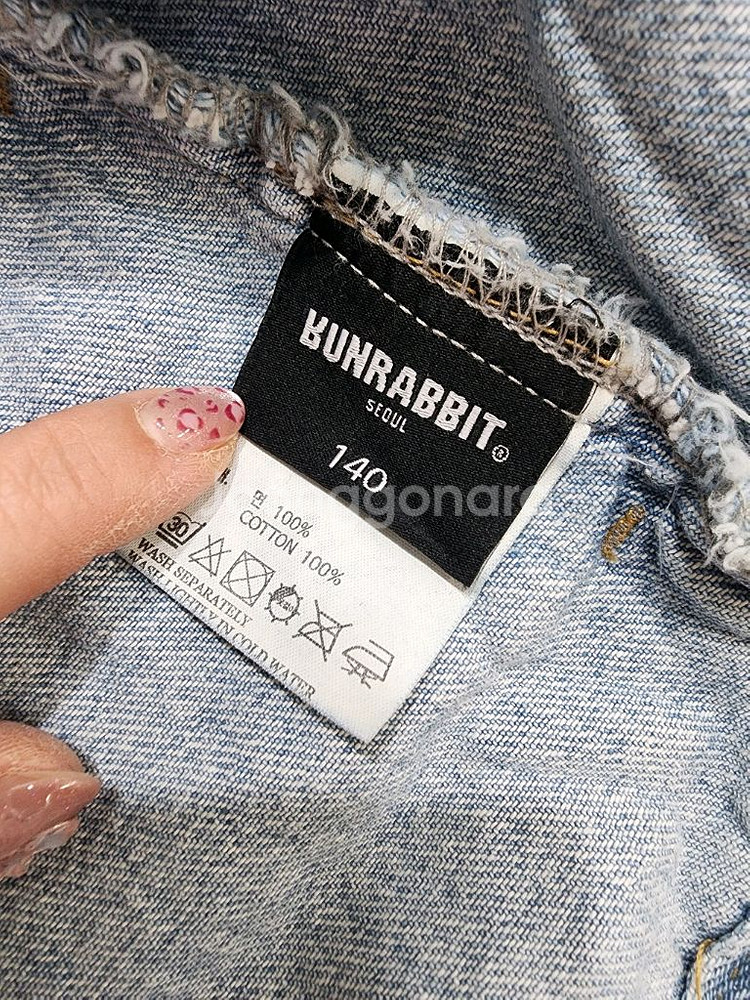 RUNRABBIT®
SEOUL
140
면 100%
COTTON 100%
30
WASH SEPARATELY
WASH LIGHTLY IN COLD WATER